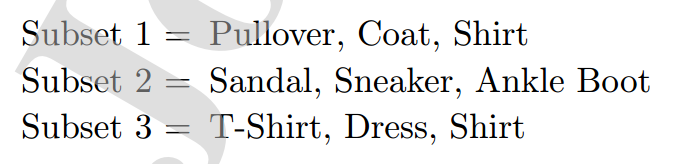 Subset 1 = Pullover, Coat, Shirt
Subset 2 = Sandal, Sneaker, Ankle Boot
Subset 3 = T-Shirt, Dress, Shirt